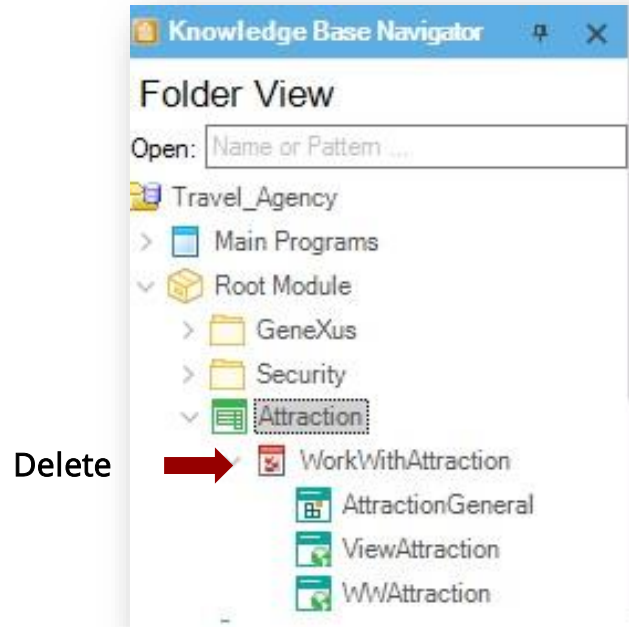 Knowledge Base Navigator
Folder View
Open: Name or Pattern ...
Travel_Agency
Main Programs
Root Module
GeneXus
Security
Attraction
Delete WorkWithAttraction
AttractionGeneral
ViewAttraction
WWAttraction